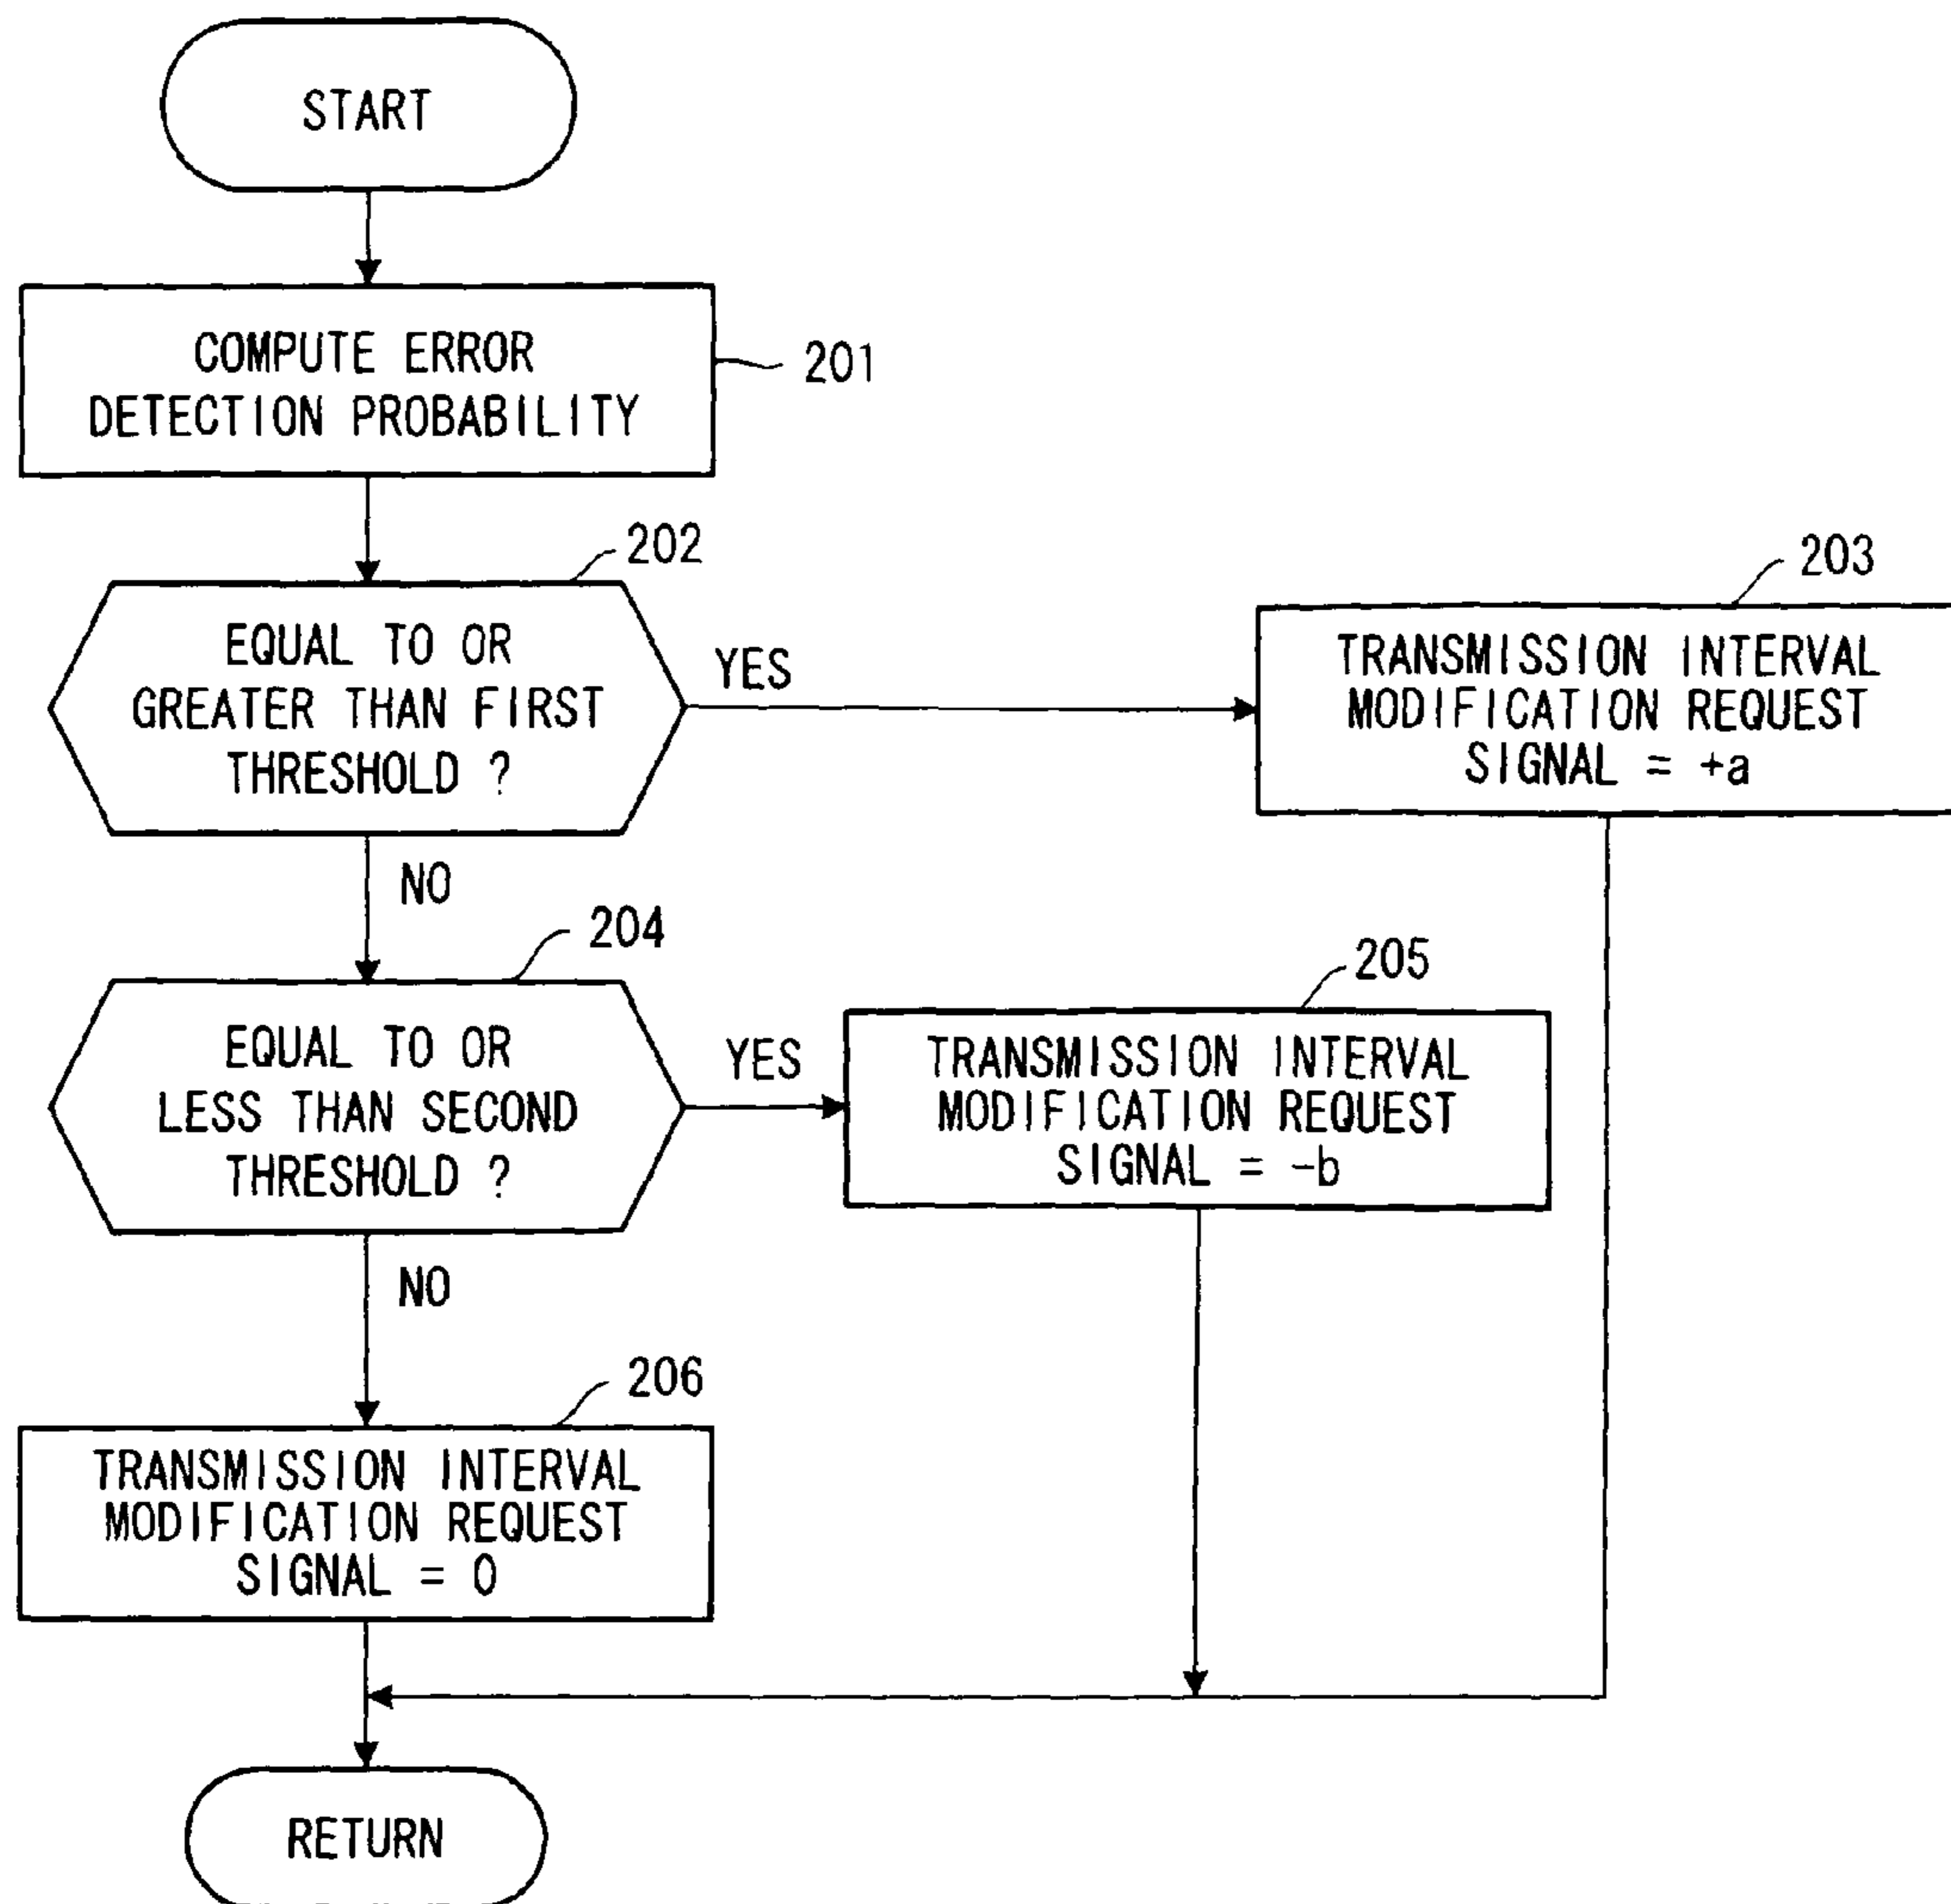 START
COMPUTE ERROR
DETECTION PROBABILITY
201
202
EQUAL TO OR
GREATER THAN FIRST
THRESHOLD ?
YES
203
TRANSMISSION INTERVAL
MODIFICATION REQUEST
SIGNAL = +a
NO
204
EQUAL TO OR
LESS THAN SECOND
THRESHOLD ?
YES
205
TRANSMISSION INTERVAL
MODIFICATION REQUEST
SIGNAL = -b
NO
206
TRANSMISSION INTERVAL
MODIFICATION REQUEST
SIGNAL = 0
RETURN